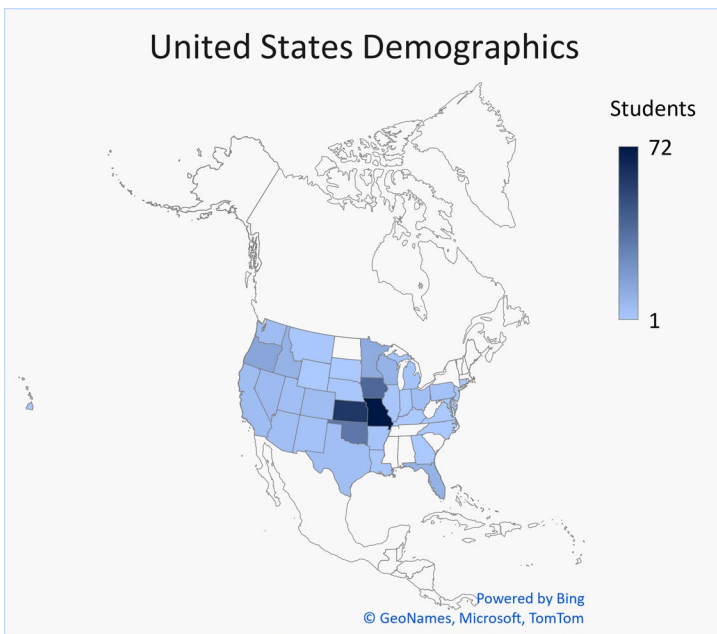 United States Demographics
Students
72
1
Powered by Bing
© GeoNames, Microsoft, TomTom